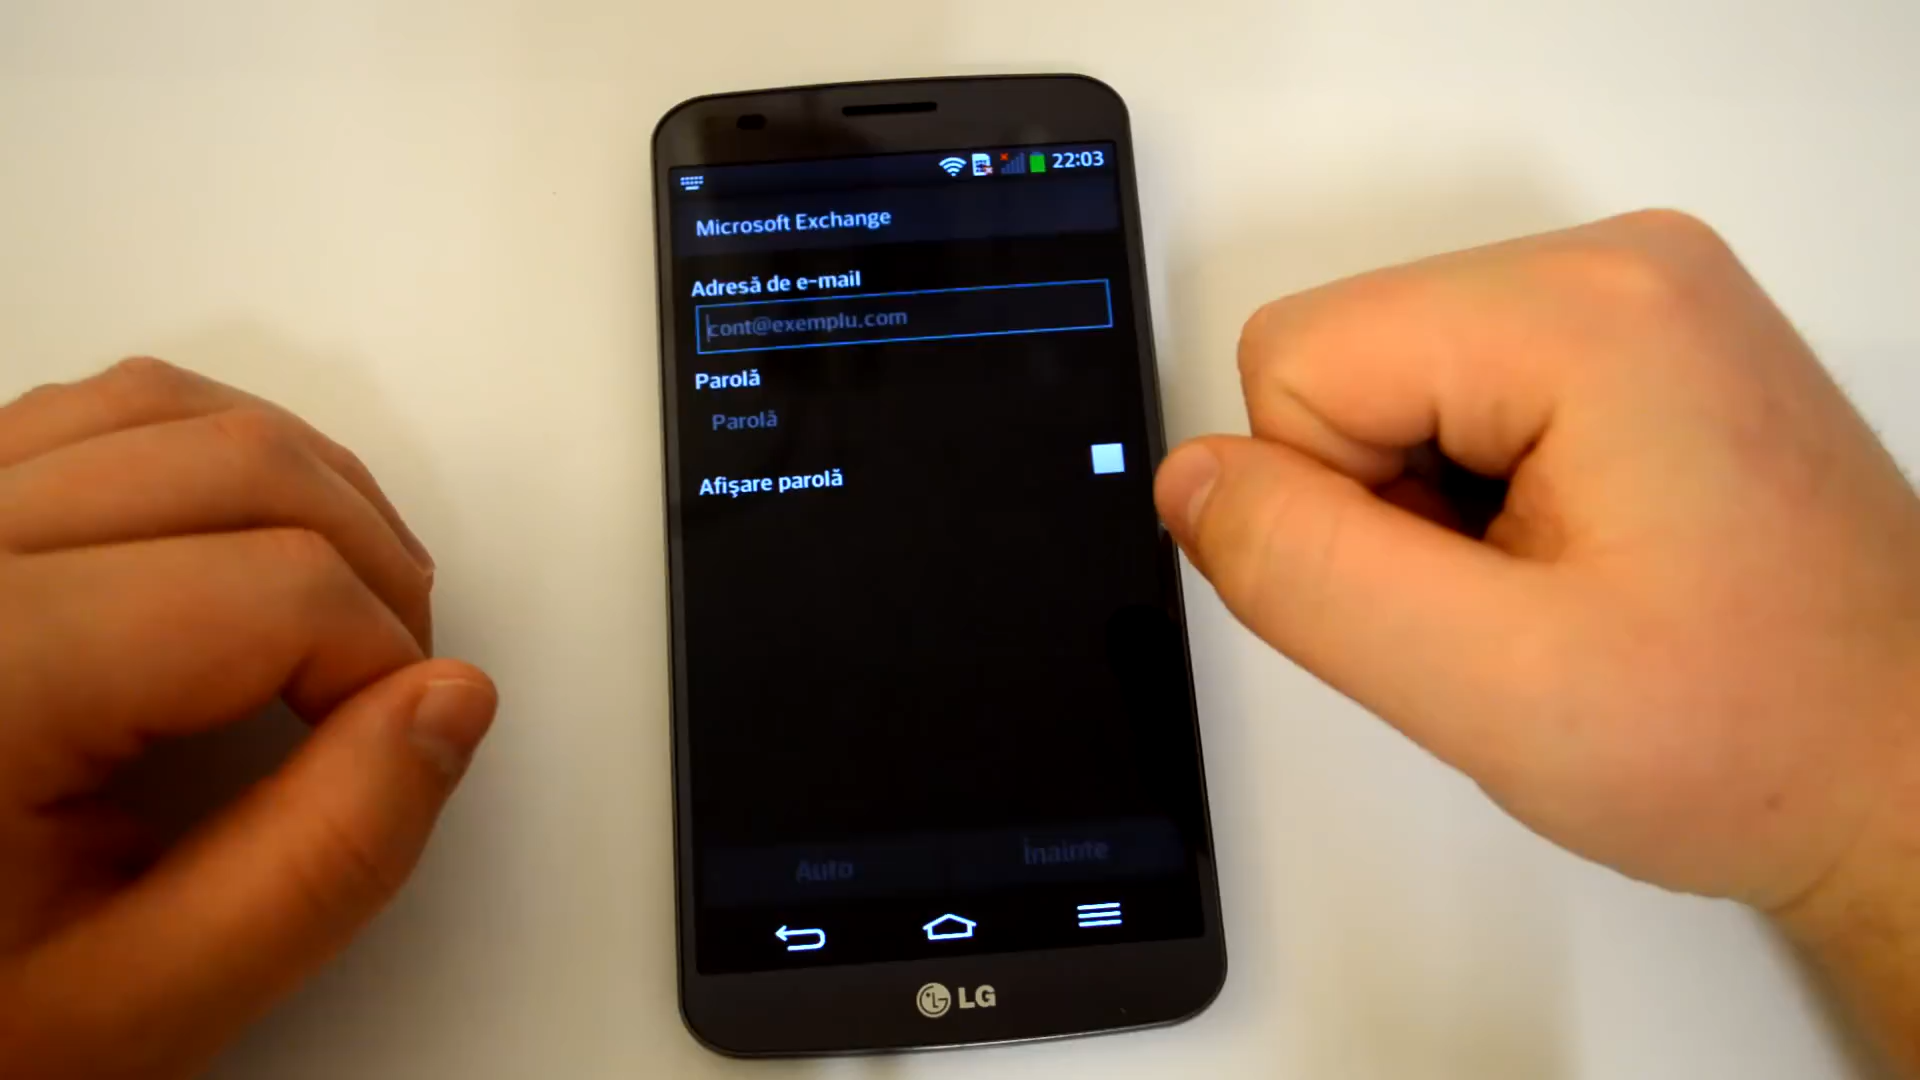 22:03
Microsoft Exchange
Adresă de e-mail
cont@exemplu.com
Parolă
Parolă
Afişare parolă
Auto
Înainte
LG